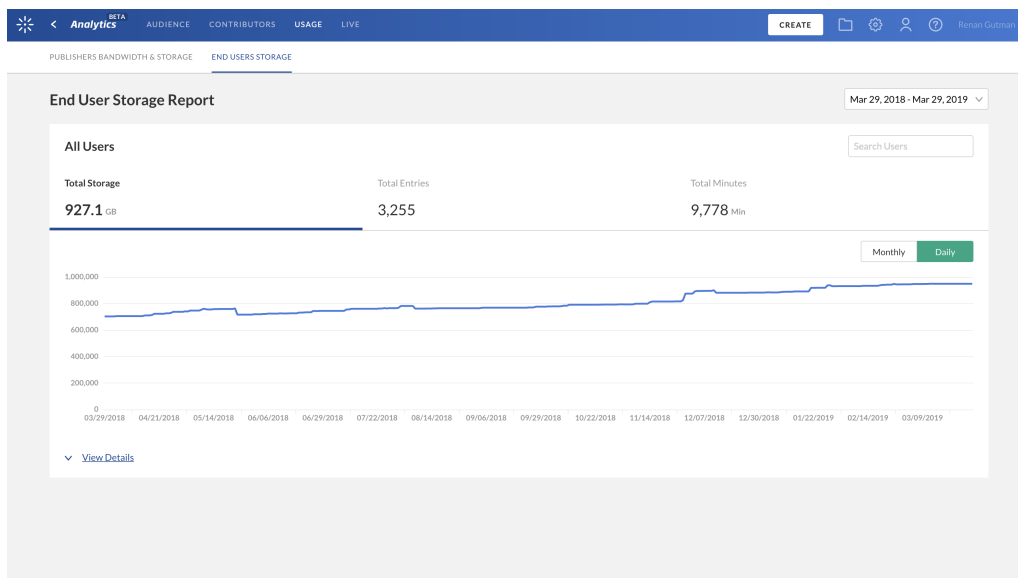 Analytics BETA AUDIENCE CONTRIBUTORS USAGE LIVE CREATE Renan Gutman
PUBLISHERS BANDWIDTH & STORAGE END USERS STORAGE
End User Storage Report Mar 29, 2018 - Mar 29, 2019
All Users Search Users
Total Storage Total Entries Total Minutes
927.1 GB 3,255 9,778 Min
Monthly Daily
1,000,000
800,000
600,000
400,000
200,000
0
03/29/2018 04/21/2018 05/14/2018 06/06/2018 06/29/2018 07/22/2018 08/14/2018 09/06/2018 09/29/2018 10/22/2018 11/14/2018 12/07/2018 12/30/2018 01/22/2019 02/14/2019 03/09/2019
View Details